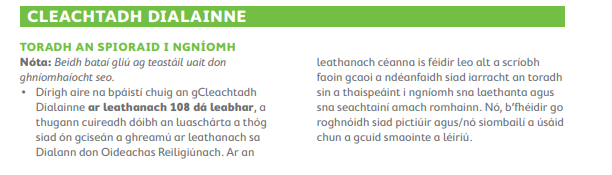 CLEACHTADH DIALAINNE
TORADH AN SPIORAID I NGNÍOMH
Nóta: Beidh bataí gliú ag teastáil uait don
ghníomhaíocht seo.
• Dírigh aire na bpáistí chuig an gCleachtadh
Dialainne ar leathanach 108 dá leabhar, a
thugann cuireadh dóibh an luaschárta a thóg
siad ón gciseán a ghreamú ar leathanach sa
Dialann don Oideachas Reiligiúnach. Ar an
leathanach céanna is féidir leo alt a scríobh
faoin gcaoi a ndéanfaidh siad iarracht an toradh
sin a thaispeáint i ngníomh sna laethanta agus
sna seachtainí amach romhainn. Nó, b'fhéidir go
roghnóidh siad pictiúir agus/nó siombailí a úsáid
chun a gcuid smaointe a léiriú.